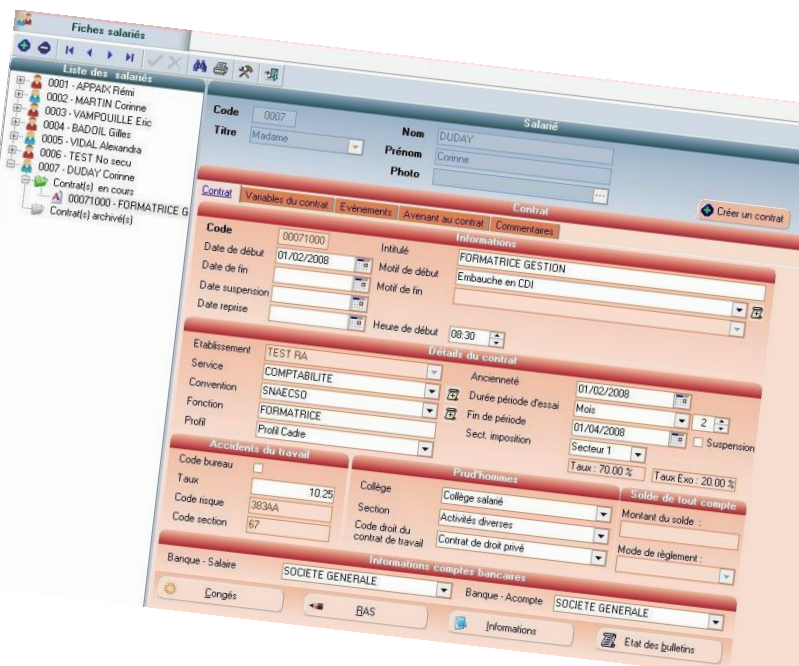 Fiches salariés
Liste des salariés
0001 - APPAIX Rémi
0002 - MARTIN Corinne
0003 - VAMPOUILLE Eric
0004 - BADOIL Gilles
0005 - VIDAL Alexandra
0006 - TEST No secu
0007 - DUDAY Corinne
Contrat(s) en cours
00071000 - FORMATRICE G
Contrat(s) archivé(s)
Salarié
Code 0007
Titre Madame
Nom DUDAY
Prénom Corinne
Photo
...
Créer un contrat
Contrat
Contrat Variables du contrat Evénements Avenant au contrat Commentaires
Informations
Code 00071000
Intitulé FORMATRICE GESTION
Date de début 01/02/2008
Motif de début Embauche en CDI
Date de fin
Motif de fin
Date suspension
Date reprise
Heure de début 08:30
Détails du contrat
Etablissement TEST RA
Service COMPTABILITE
Convention SNAECSO
Fonction FORMATRICE
Profil Profil Cadre
Ancienneté 01/02/2008
Durée période d'essai Mois 2
Fin de période 01/04/2008 Suspension
Sect. imposition Secteur 1
Taux : 70.00 % Taux Exo : 20.00 %
Accidents du travail
Code bureau
Taux 10.25
Code risque 383AA
Code section 67
Prud'hommes
Collège Collège salarié
Section Activités diverses
Code droit du contrat de travail Contrat de droit privé
Solde de tout compte
Montant du solde :
Mode de règlement :
Informations comptes bancaires
Banque - Salaire SOCIETE GENERALE
Banque - Acompte SOCIETE GENERALE
Congés
BAS
Informations
Etat des bulletins